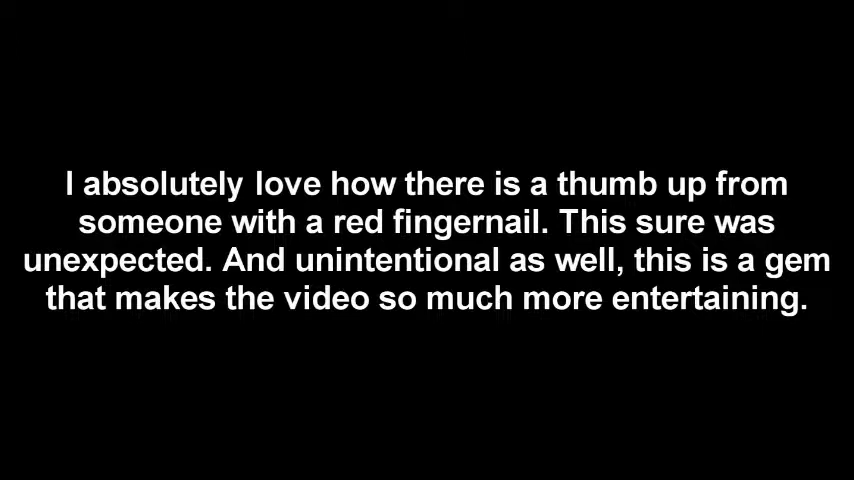 I absolutely love how there is a thumb up from
someone with a red fingernail. This sure was
unexpected. And unintentional as well, this is a gem
that makes the video so much more entertaining.